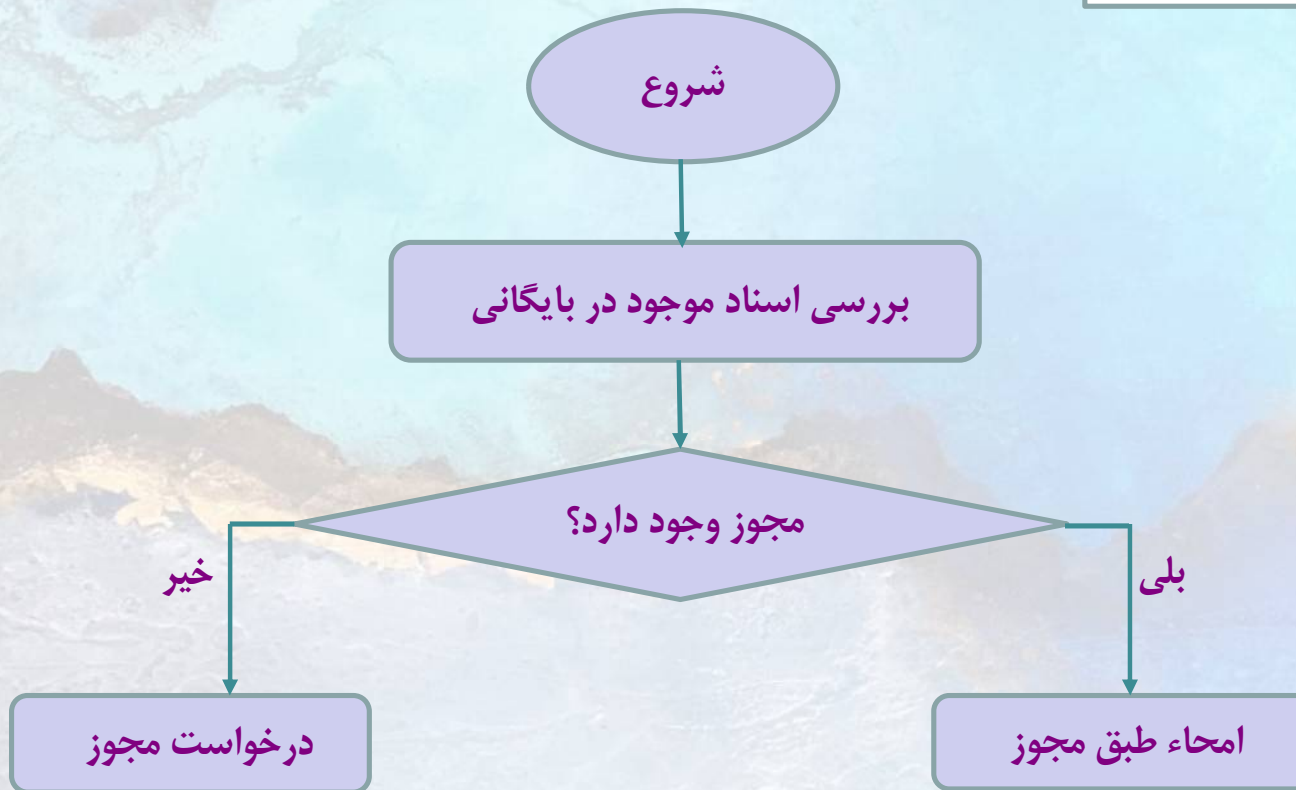 شروع
بررسی اسناد موجود در بایگانی
مجوز وجود دارد؟
بلی
خیر
امحاء طبق مجوز
درخواست مجوز